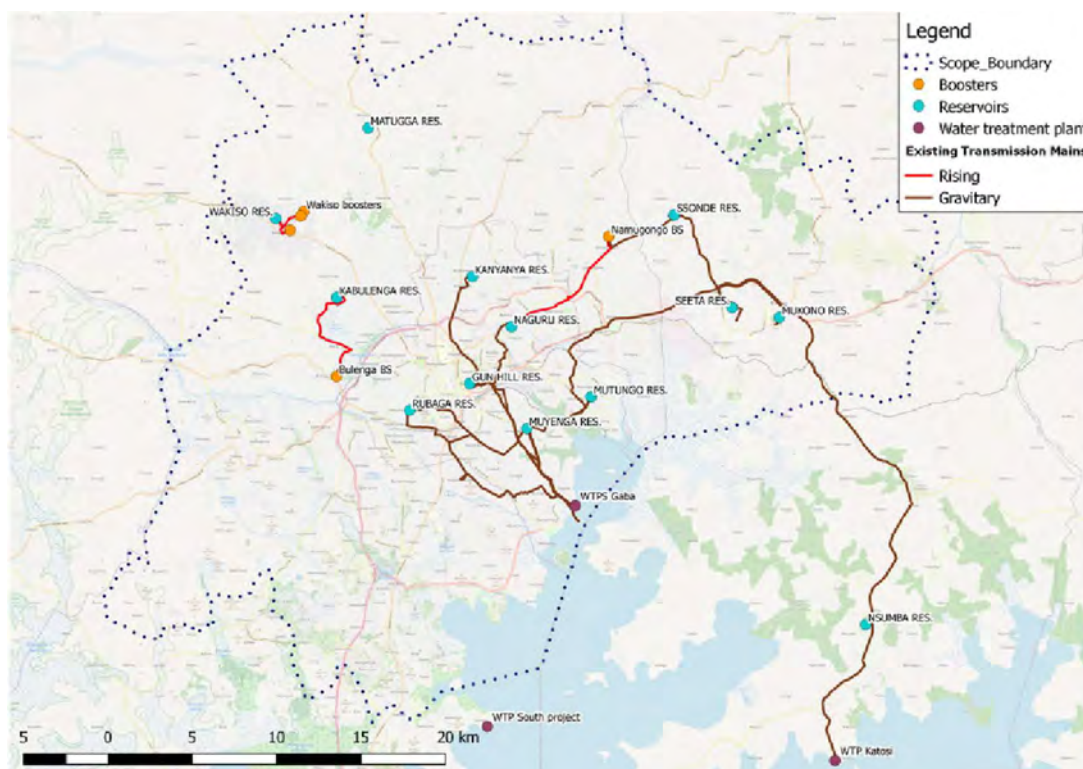 Legend
Scope_Boundary
Boosters
Reservoirs
Water treatment plant
Existing Transmission Mains
Rising
Gravitary
MATUGGA RES.
WAKISO RES.
Wakiso boosters
SSONDE RES.
Namugongo BS
KANYANYA RES.
KABULENGA RES.
SEETA RES.
MUKONO RES.
NAGURU RES.
Bulenga BS
GUN HILL RES.
MUTUNGO RES.
RUBAGA RES.
MUYENGA RES.
WTPS Gaba
NSUMBA RES.
WTP South project
WTP Katosi
5 0 5 10 15 20 km